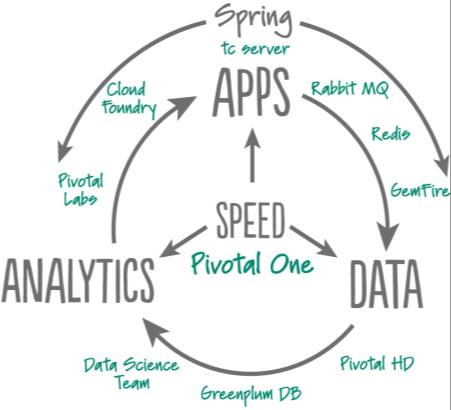 Spring
tc server
APPS
Cloud
Foundry
Rabbit MQ
Redis
Pivotal
Labs
GemFire
SPEED
Pivotal One
ANALYTICS
DATA
Data Science
Team
Greenplum DB
Pivotal HD